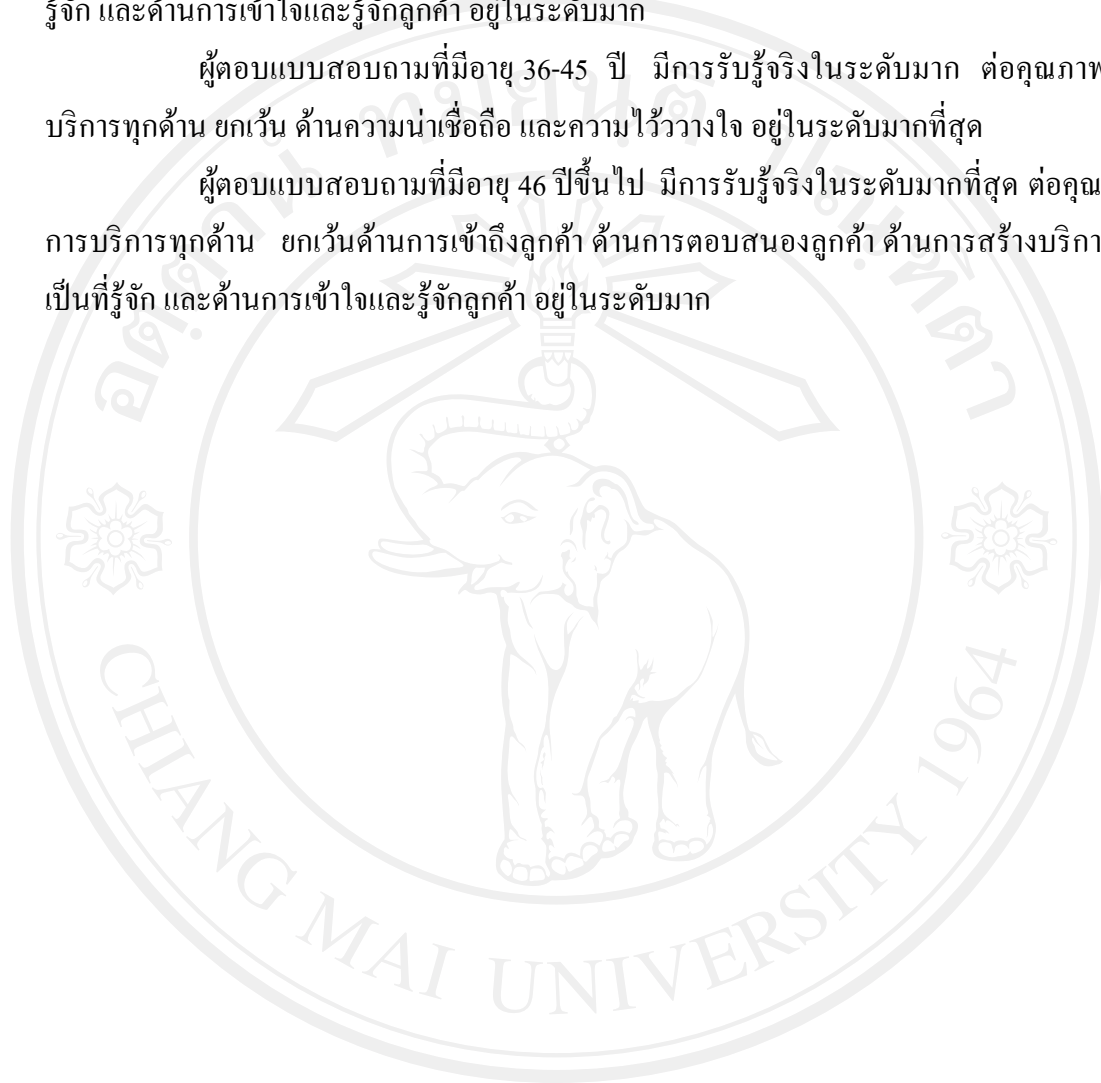 รู้จัก และด้านการเข้าใจและรู้จักลูกค้า อยู่ในระดับมาก
ผู้ตอบแบบสอบถามที่มีอายุ 36-45 ปี มีการรับรู้จริงในระดับมาก ต่อคุณภาพ
บริการทุกด้าน ยกเว้น ด้านความน่าเชื่อถือ และความไว้วางใจ อยู่ในระดับมากที่สุด
ผู้ตอบแบบสอบถามที่มีอายุ 46 ปีขึ้นไป มีการรับรู้จริงในระดับมากที่สุด ต่อคุณ
การบริการทุกด้าน ยกเว้นด้านการเข้าถึงลูกค้า ด้านการตอบสนองลูกค้า ด้านการสร้างบริกา
เป็นที่รู้จัก และด้านการเข้าใจและรู้จักลูกค้า อยู่ในระดับมาก
อตฺตานํ ทมยนฺติ ปณฺฑิตา
CHIANG MAI UNIVERSITY 1964